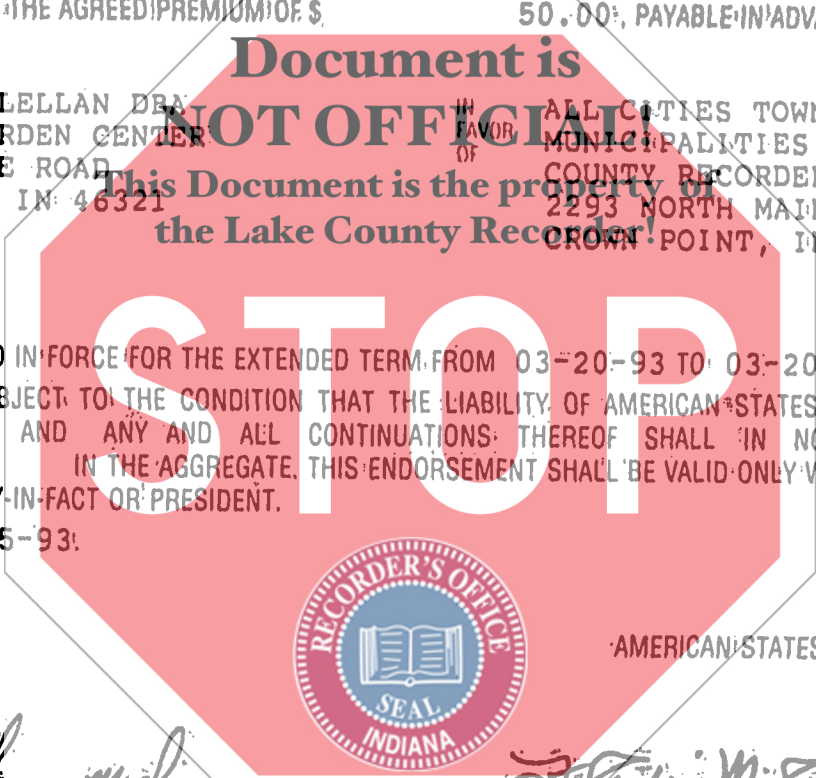 THE AGREED PREMIUM OF $ 50.00, PAYABLE IN ADVA
Document is
NOT OFFICIAL!
This Document is the property of
the Lake County Recorder!
LELLAN DBA
RDEN CENTER
E ROAD
IN 46321
IN
FAVOR
OF
ALL CITIES TOWN
MUNICIPALITIES
COUNTY RECORDER
2293 NORTH MAI
CROWN POINT, I
STOP
IN FORCE FOR THE EXTENDED TERM FROM 03-20-93 TO 03-20
BJECT TO THE CONDITION THAT THE LIABILITY OF AMERICAN STATES
AND ANY AND ALL CONTINUATIONS THEREOF SHALL IN NO
IN THE AGGREGATE. THIS ENDORSEMENT SHALL BE VALID ONLY W
Y-IN-FACT OR PRESIDENT.
5-93.
RECORDER'S OFFICE
SEAL
INDIANA
AMERICAN STATES